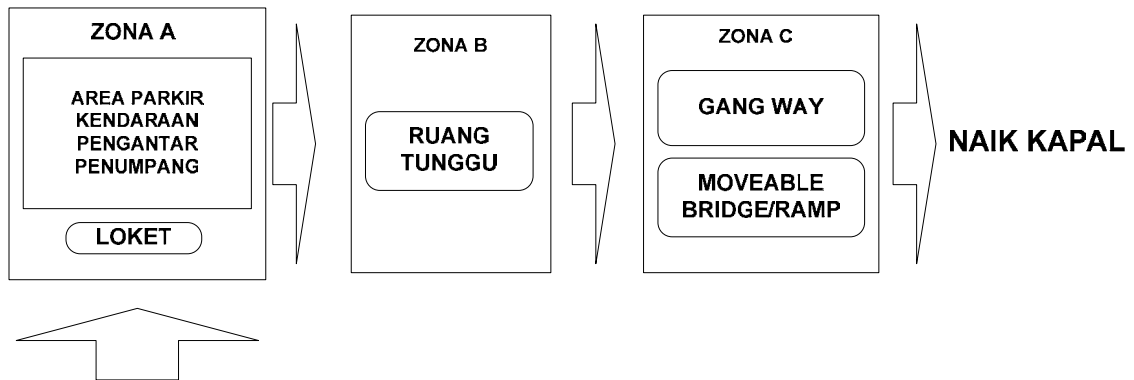 ZONA A
AREA PARKIR
KENDARAAN
PENGANTAR
PENUMPANG
LOKET
ZONA B
RUANG
TUNGGU
ZONA C
GANG WAY
MOVEABLE
BRIDGE/RAMP
NAIK KAPAL